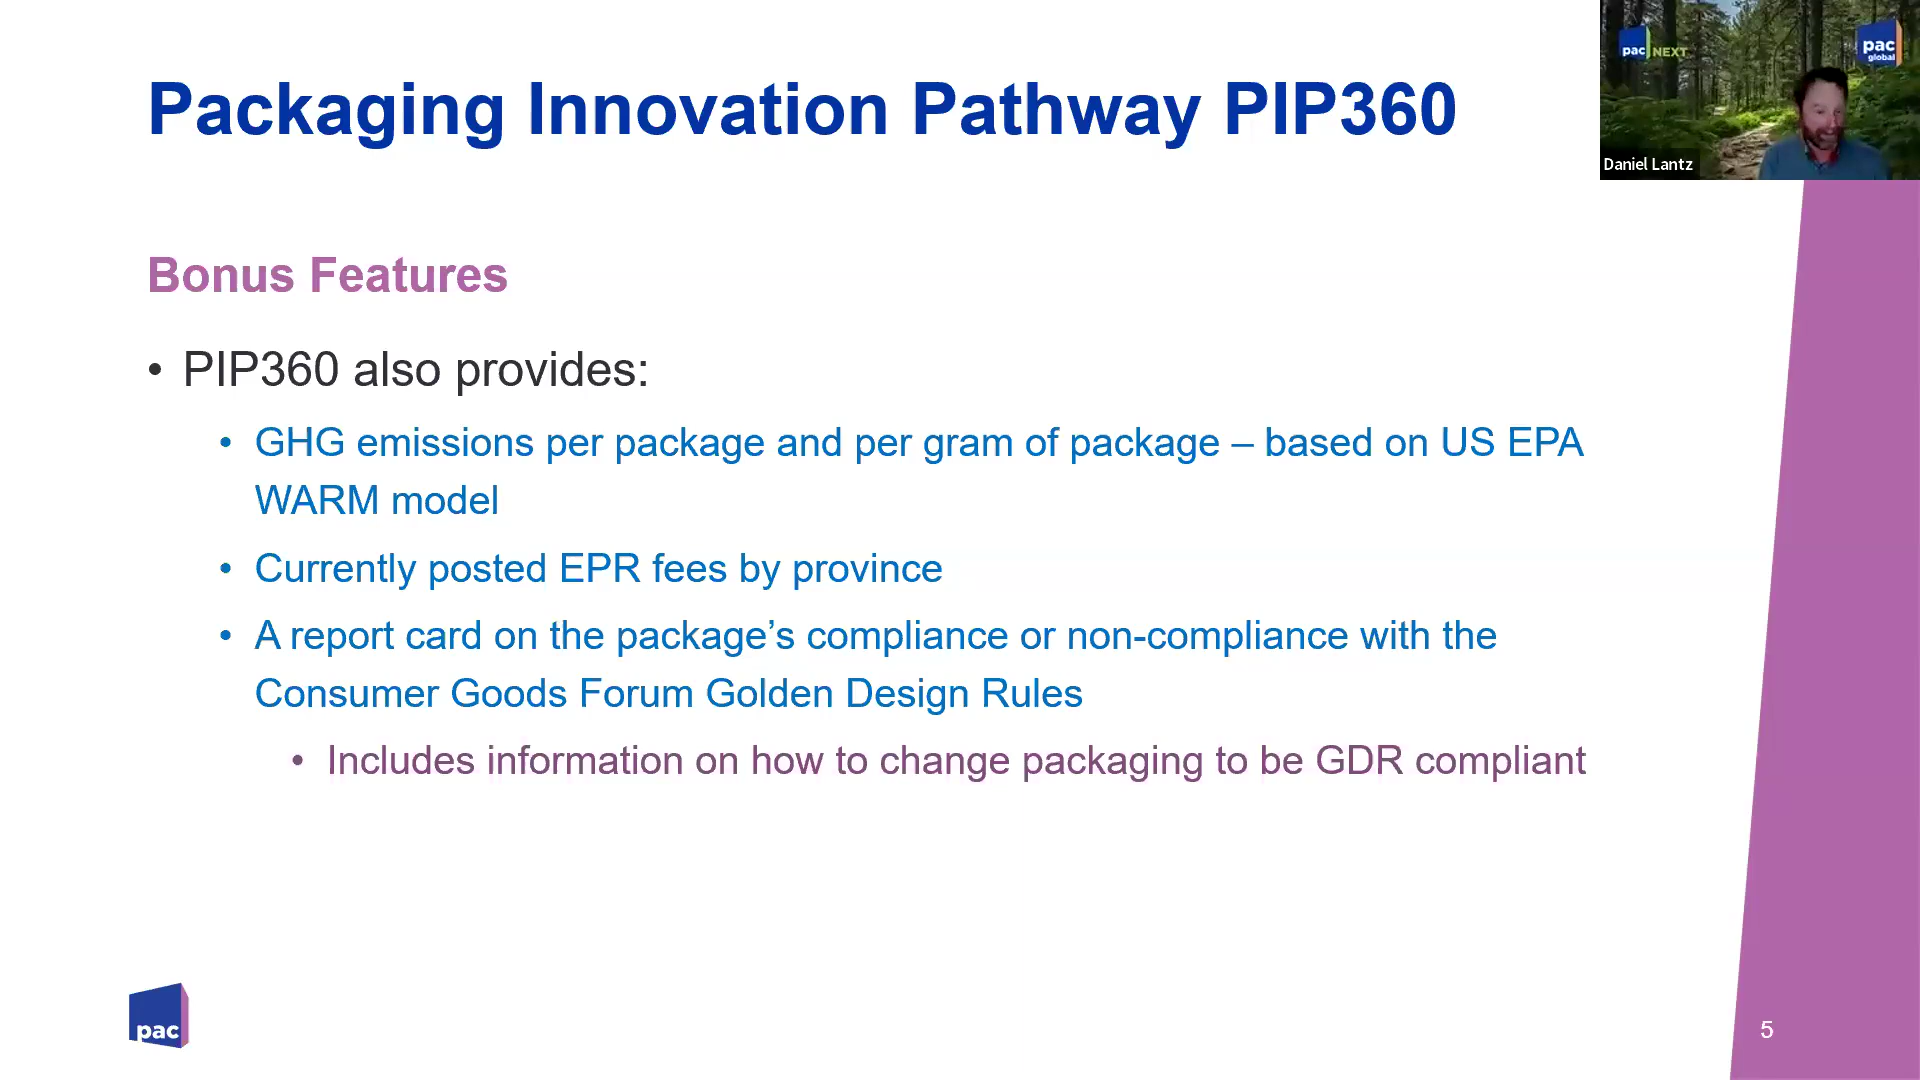 Packaging Innovation Pathway PIP360
pac NEXT
pac
global
Daniel Lantz
Bonus Features
• PIP360 also provides:
• GHG emissions per package and per gram of package – based on US EPA
WARM model
• Currently posted EPR fees by province
• A report card on the package’s compliance or non-compliance with the
Consumer Goods Forum Golden Design Rules
• Includes information on how to change packaging to be GDR compliant
pac
5